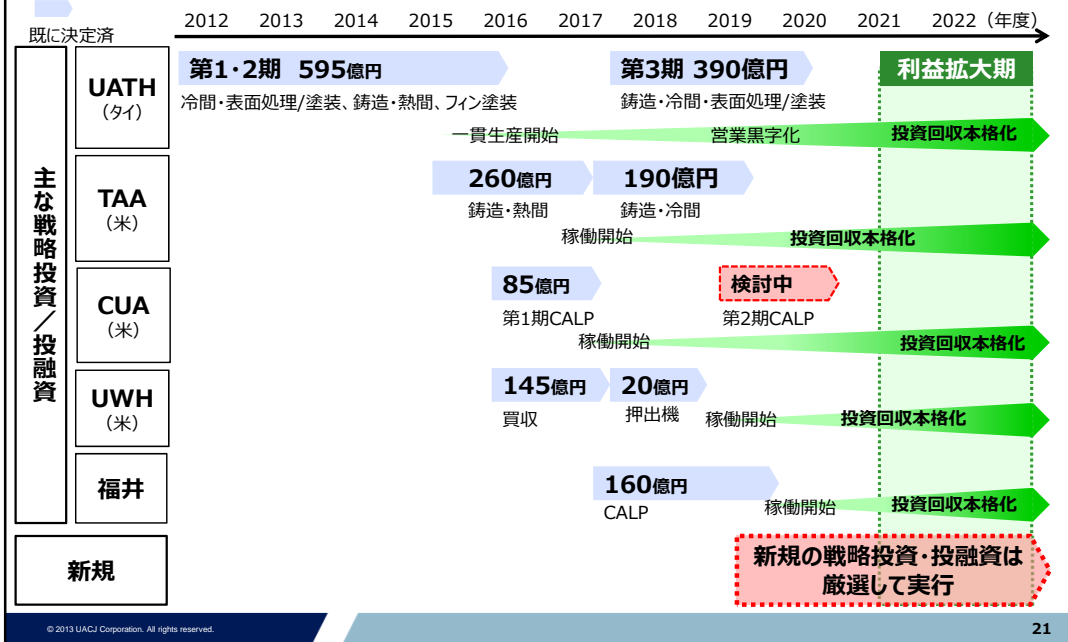 既に決定済
2012 2013 2014 2015 2016 2017 2018 2019 2020 2021 2022（年度）
主な戦略投資／投融資
UATH
（タイ）
第1・2期 595億円
第3期 390億円
利益拡大期
冷間・表面処理/塗装、鋳造・熱間、フィン塗装
鋳造・冷間・表面処理/塗装
一貫生産開始
営業黒字化
投資回収本格化
TAA
（米）
260億円
190億円
鋳造・熱間
鋳造・冷間
稼働開始
投資回収本格化
CUA
（米）
85億円
検討中
第1期CALP
第2期CALP
稼働開始
投資回収本格化
UWH
（米）
145億円
20億円
買収
押出機
稼働開始
投資回収本格化
福井
160億円
CALP
稼働開始
投資回収本格化
新規
新規の戦略投資・投融資は
厳選して実行
© 2013 UACJ Corporation. All rights reserved.
21